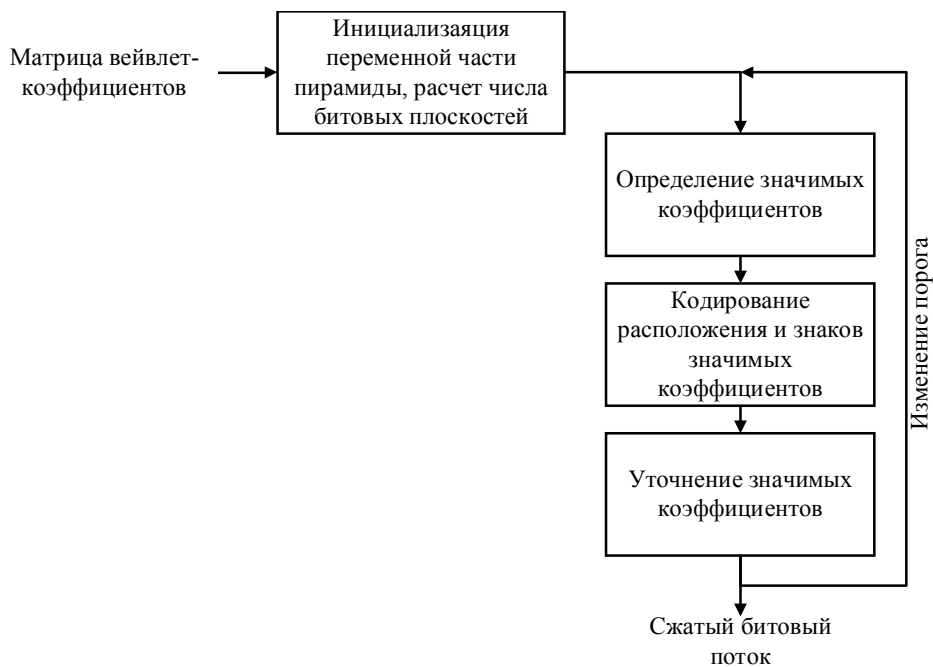 Матрица вейвлет-
коэффициентов
Инициализаяция
переменной части
пирамиды, расчет числа
битовых плоскостей
Определение значимых
коэффициентов
Кодирование
расположения и знаков
значимых
коэффициентов
Уточнение значимых
коэффициентов
Изменение порога
Сжатый битовый
поток